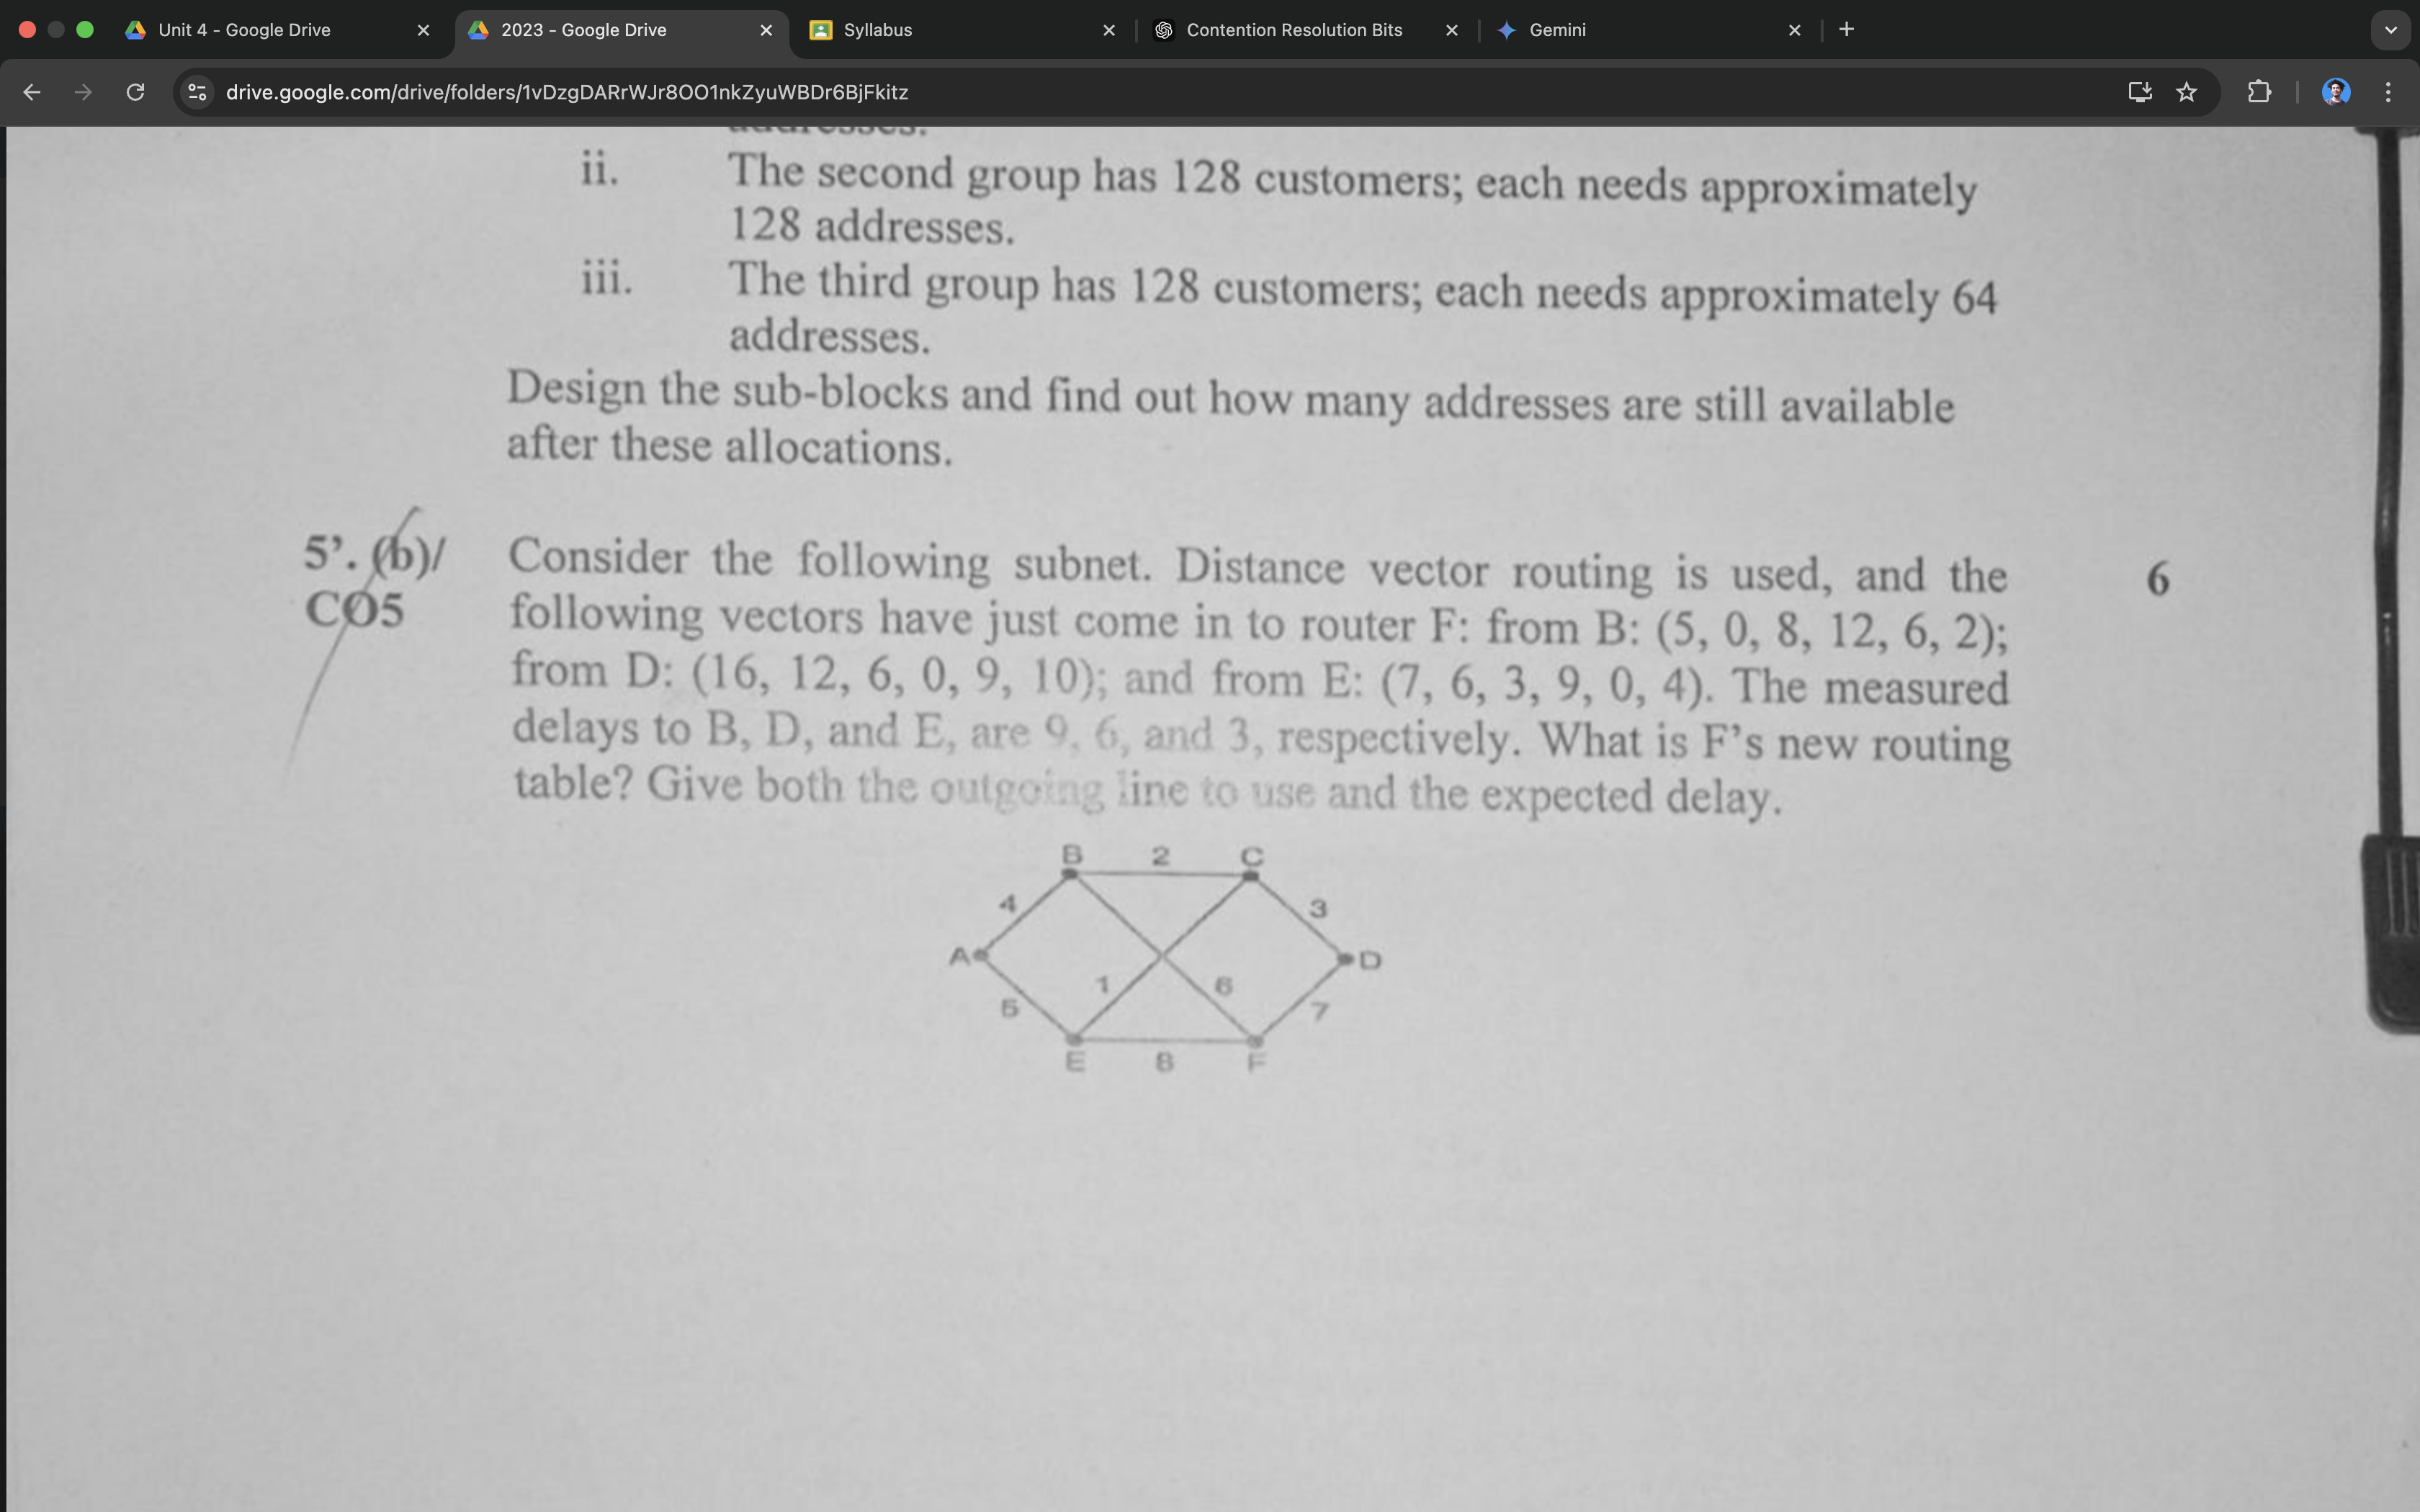 Unit 4 - Google Drive
2023 - Google Drive
Syllabus
Contention Resolution Bits
Gemini
drive.google.com/drive/folders/1vDzgDARrWJr8OO1nkZyuWBDr6BjFkitz
addresses.
ii. The second group has 128 customers; each needs approximately
128 addresses.
iii. The third group has 128 customers; each needs approximately 64
addresses.
Design the sub-blocks and find out how many addresses are still available
after these allocations.
5’. (b)/ Consider the following subnet. Distance vector routing is used, and the 6
CO5 following vectors have just come in to router F: from B: (5, 0, 8, 12, 6, 2);
from D: (16, 12, 6, 0, 9, 10); and from E: (7, 6, 3, 9, 0, 4). The measured
delays to B, D, and E, are 9, 6, and 3, respectively. What is F’s new routing
table? Give both the outgoing line to use and the expected delay.
B 2 C
4 3
A D
1 6
5 7
E 8 F